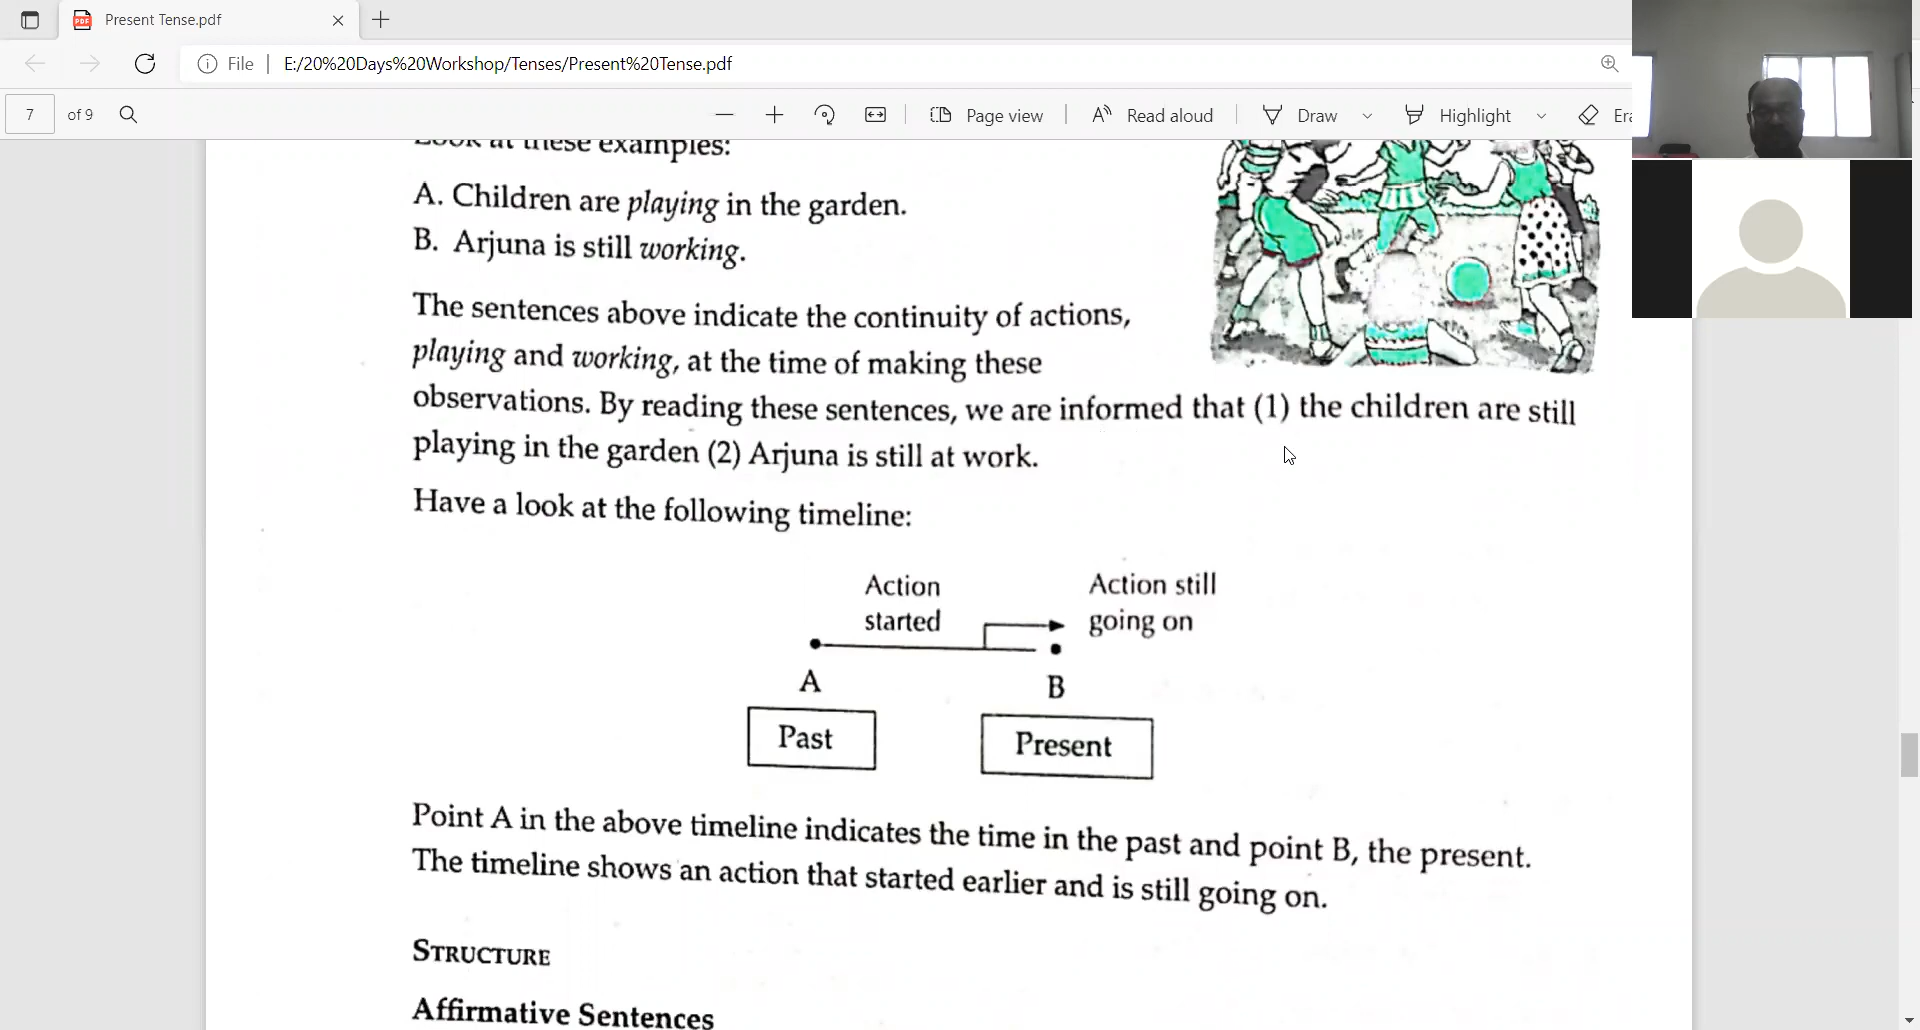 Present Tense.pdf
File
E:/20%20Days%20Workshop/Tenses/Present%20Tense.pdf
7 of 9
Page view
Read aloud
Draw
Highlight
Era
Look at these examples:
A. Children are playing in the garden.
B. Arjuna is still working.
The sentences above indicate the continuity of actions,
playing and working, at the time of making these
observations. By reading these sentences, we are informed that (1) the children are still
playing in the garden (2) Arjuna is still at work.
Have a look at the following timeline:
Action
started
Action still
going on
A
B
Past
Present
Point A in the above timeline indicates the time in the past and point B, the present.
The timeline shows an action that started earlier and is still going on.
STRUCTURE
Affirmative Sentences